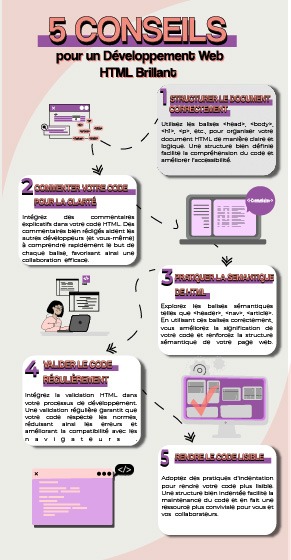 5 CONSEILS
pour un Développement Web
HTML Brillant
1 STRUCTURER LE DOCUMENT
CORRECTEMENT
Utilisez les balises <head>, <body>,
<h1>, <p>, etc., pour organiser votre
document HTML de manière claire et
logique. Une structure bien définie
facilite la compréhension du code et
améliorer l'accessibilité.
2 COMMENTER VOTRE CODE
POUR LA CLARTÉ
Intégrez des commentaires
explicatifs dans votre code HTML. Des
commentaires bien rédigés aident les
autres développeurs (et vous-même)
à comprendre rapidement le but de
chaque balise, favorisant ainsi une
collaboration efficace.
3 PRATIQUER LA SÉMANTIQUE
DE HTML
Explorez les balises sémantiques
telles que <header>, <nav>, <article>.
En utilisant ces balises correctement,
vous améliorez la signification de
votre code et renforcez la structure
sémantique de votre page web.
4 VALIDER LE CODE
RÉGULIÈREMENT
Intégrez la validation HTML dans
votre processus de développement.
Une validation régulière garantit que
votre code respecte les normes,
réduisant ainsi les erreurs et
améliorant la compatibilité avec les
navigateurs.
5 RENDRE LE CODE LISIBLE
Adoptez des pratiques d'indentation
pour rendre votre code plus lisible.
Une structure bien indentée facilite la
maintenance du code et en fait une
ressource plus conviviale pour vous et
vos collaborateurs.
</>